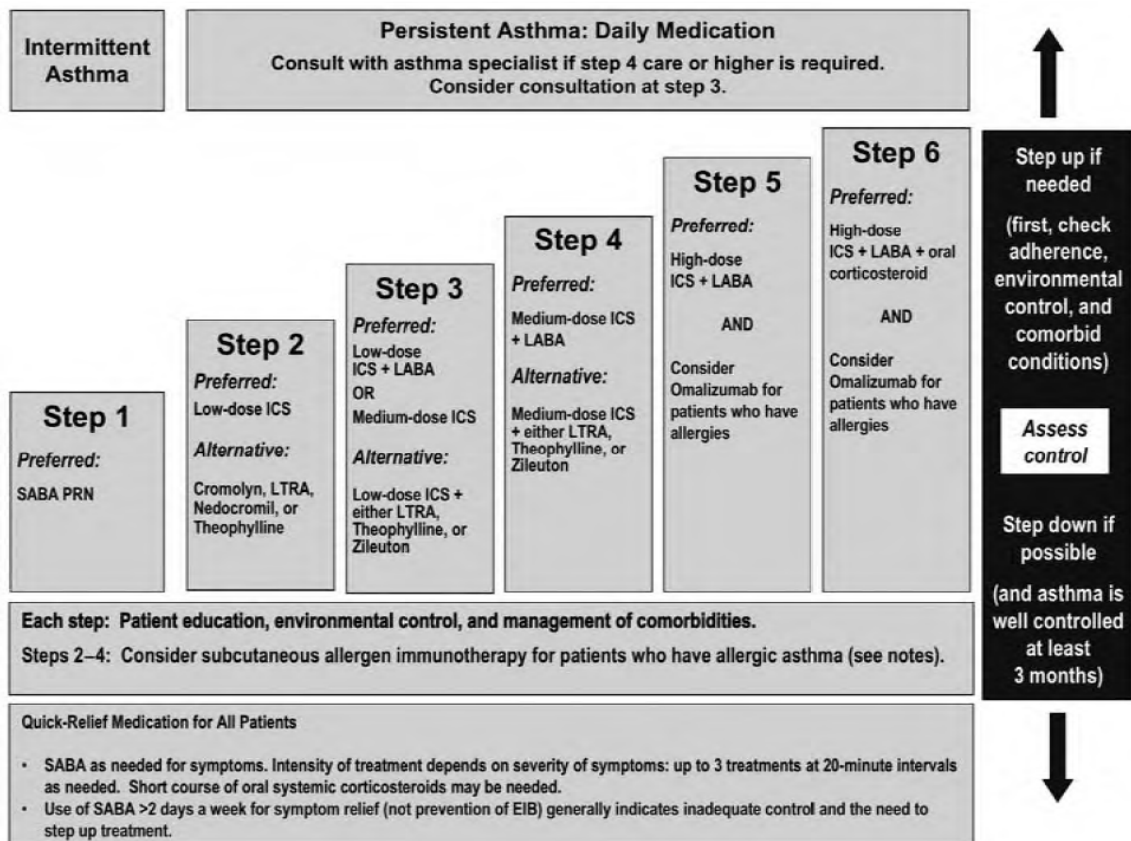 Intermittent
Asthma
Persistent Asthma: Daily Medication
Consult with asthma specialist if step 4 care or higher is required.
Consider consultation at step 3.
Step 1
Preferred:
SABA PRN
Step 2
Preferred:
Low-dose ICS
Alternative:
Cromolyn, LTRA,
Nedocromil, or
Theophylline
Step 3
Preferred:
Low-dose
ICS + LABA
OR
Medium-dose ICS
Alternative:
Low-dose ICS +
either LTRA,
Theophylline, or
Zileuton
Step 4
Preferred:
Medium-dose ICS
+ LABA
Alternative:
Medium-dose ICS
+ either LTRA,
Theophylline, or
Zileuton
Step 5
Preferred:
High-dose
ICS + LABA
AND
Consider
Omalizumab for
patients who have
allergies
Step 6
Preferred:
High-dose
ICS + LABA + oral
corticosteroid
AND
Consider
Omalizumab for
patients who have
allergies
Step up if
needed
(first, check
adherence,
environmental
control, and
comorbid
conditions)
Assess
control
Step down if
possible
(and asthma is
well controlled
at least
3 months)
Each step: Patient education, environmental control, and management of comorbidities.
Steps 2–4: Consider subcutaneous allergen immunotherapy for patients who have allergic asthma (see notes).
Quick-Relief Medication for All Patients
• SABA as needed for symptoms. Intensity of treatment depends on severity of symptoms: up to 3 treatments at 20-minute intervals
as needed. Short course of oral systemic corticosteroids may be needed.
• Use of SABA >2 days a week for symptom relief (not prevention of EIB) generally indicates inadequate control and the need to
step up treatment.